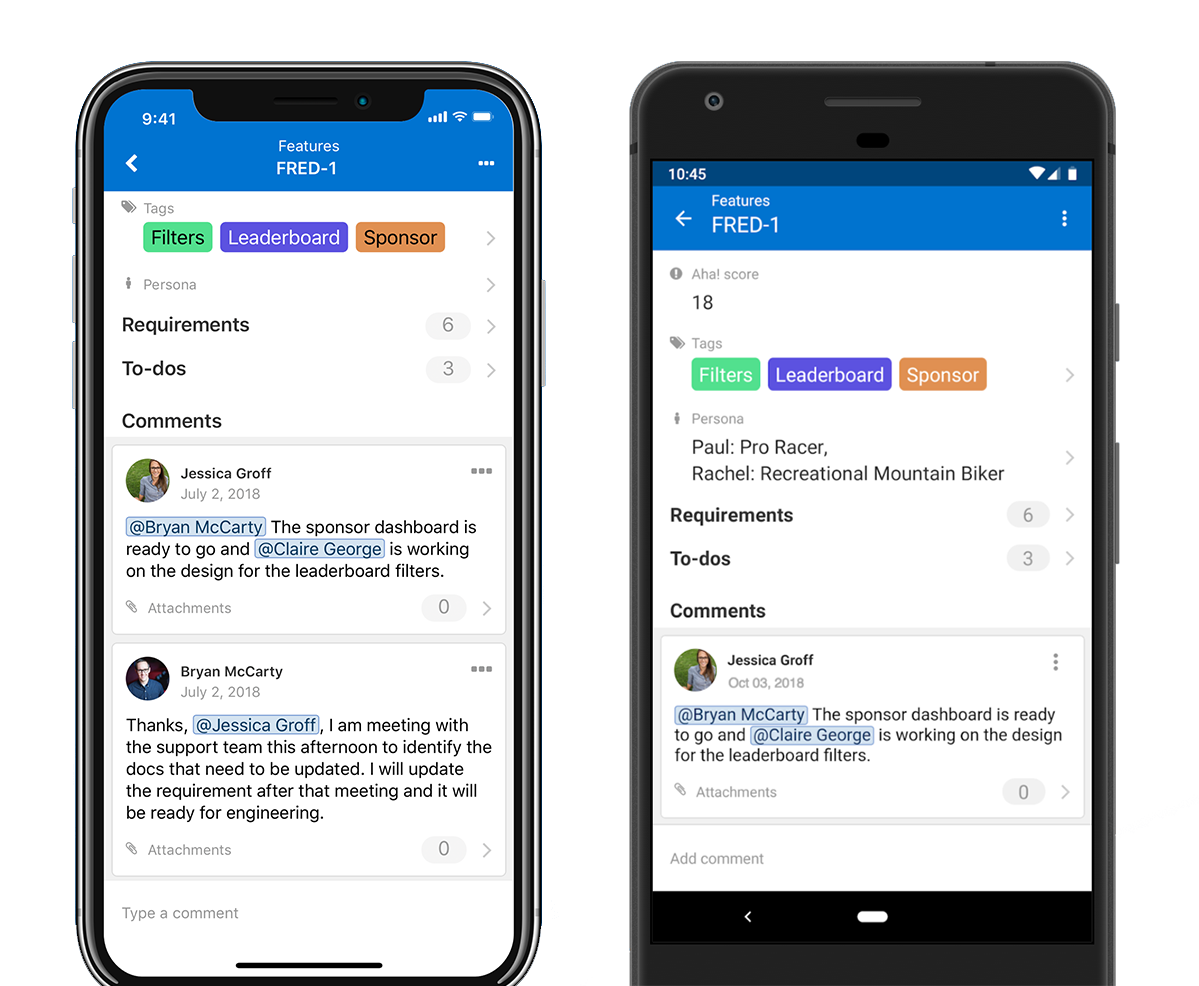 9:41
Features
FRED-1
Tags
Filters Leaderboard Sponsor
Persona
Requirements 6
To-dos 3
Comments
Jessica Groff
July 2, 2018
@Bryan McCarty The sponsor dashboard is
ready to go and @Claire George is working
on the design for the leaderboard filters.
Attachments 0
Bryan McCarty
July 2, 2018
Thanks, @Jessica Groff, I am meeting with
the support team this afternoon to identify the
docs that need to be updated. I will update
the requirement after that meeting and it will
be ready for engineering.
Attachments 0
Type a comment
10:45
Features
FRED-1
Aha! score
18
Tags
Filters Leaderboard Sponsor
Persona
Paul: Pro Racer,
Rachel: Recreational Mountain Biker
Requirements 6
To-dos 3
Comments
Jessica Groff
Oct 03, 2018
@Bryan McCarty The sponsor dashboard is ready
to go and @Claire George is working on the design
for the leaderboard filters.
Attachments 0
Add comment